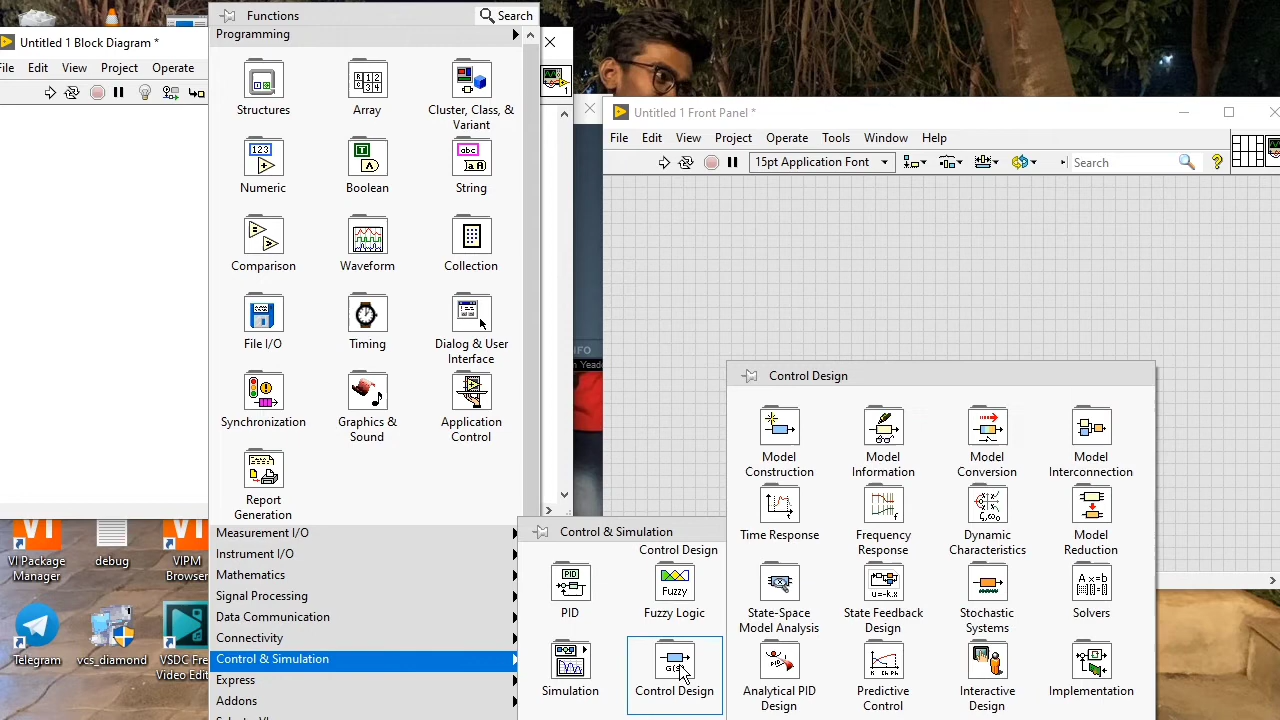 Functions
Search
Programming
Structures
Array
Cluster, Class, &
Variant
Numeric
Boolean
String
Comparison
Waveform
Collection
File I/O
Timing
Dialog & User
Interface
Synchronization
Graphics &
Sound
Application
Control
Report
Generation
Measurement I/O
Instrument I/O
Mathematics
Signal Processing
Data Communication
Connectivity
Control & Simulation
Express
Addons
Untitled 1 Block Diagram *
File Edit View Project Operate
Untitled 1 Front Panel *
File Edit View Project Operate Tools Window Help
15pt Application Font
Search
Control & Simulation
Control Design
PID
Fuzzy Logic
Simulation
Control Design
Control Design
Model
Construction
Model
Information
Model
Conversion
Model
Interconnection
Time Response
Frequency
Response
Dynamic
Characteristics
Model
Reduction
State-Space
Model Analysis
State Feedback
Design
Stochastic
Systems
Solvers
Analytical PID
Design
Predictive
Control
Interactive
Design
Implementation
VI Package
Manager
debug
VIPM
Browser
Telegram
vcs_diamond
VSDC Free
Video Edit